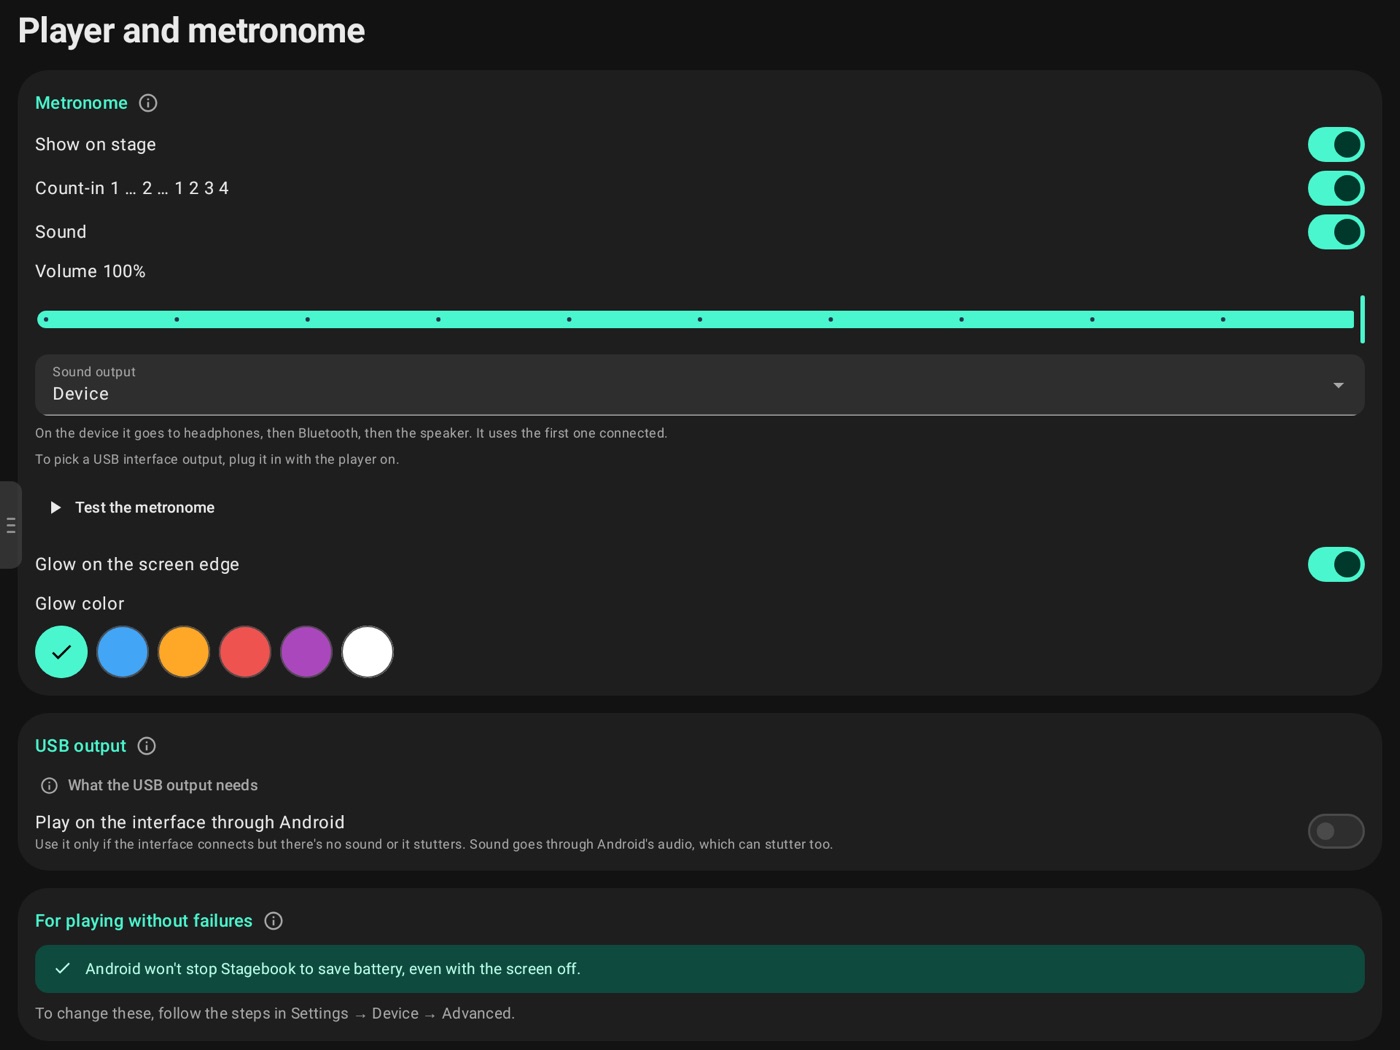 Player and metronome
Metronome
Show on stage
Count-in 1 ... 2 ... 1 2 3 4
Sound
Volume 100%
Sound output
Device
On the device it goes to headphones, then Bluetooth, then the speaker. It uses the first one connected.
To pick a USB interface output, plug it in with the player on.
Test the metronome
Glow on the screen edge
Glow color
USB output
What the USB output needs
Play on the interface through Android
Use it only if the interface connects but there's no sound or it stutters. Sound goes through Android's audio, which can stutter too.
For playing without failures
Android won't stop Stagebook to save battery, even with the screen off.
To change these, follow the steps in Settings → Device → Advanced.